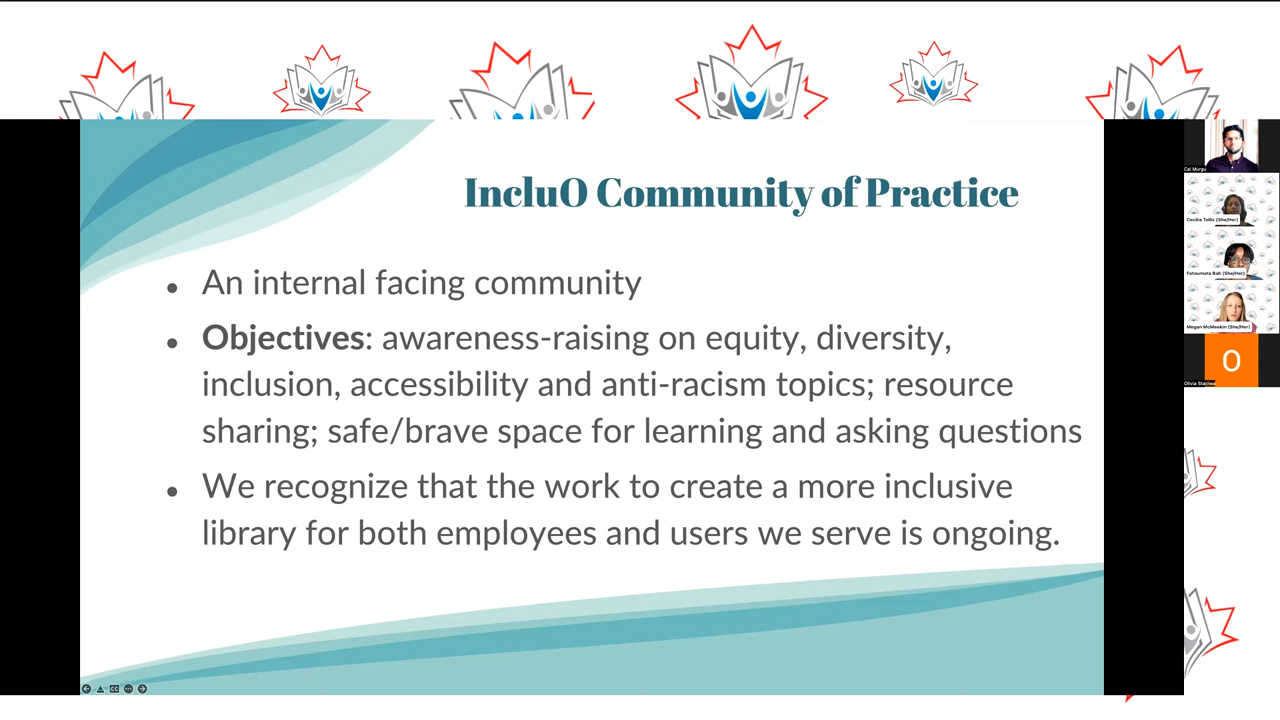 IncluO Community of Practice
• An internal facing community
• Objectives: awareness-raising on equity, diversity,
inclusion, accessibility and anti-racism topics; resource
sharing; safe/brave space for learning and asking questions
• We recognize that the work to create a more inclusive
library for both employees and users we serve is ongoing.
Cal Murgu
Cecilia Tellis (She/Her)
Fatoumata Bah (She/Her)
Megan McMeekin (She/Her)
O